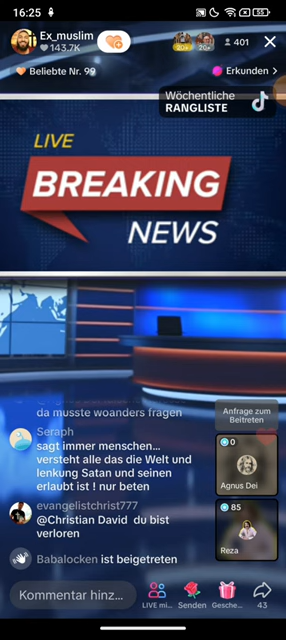 16:25
55
Ex_muslim
143.7K
20+
20+
401
Beliebte Nr. 99
Erkunden
Wöchentliche
RANGLISTE
LIVE
BREAKING
NEWS
da musste woanders fragen
Seraph
sagt immer menschen...
versteht alle das die Welt und
lenkung Satan und seinen
erlaubt ist ! nur beten
evangelistchrist777
@Christian David du bist
verloren
Babalocken ist beigetreten
Anfrage zum
Beitreten
0
Agnus Dei
85
Reza
Kommentar hinz...
LIVE mi...
Senden
Gesche...
43